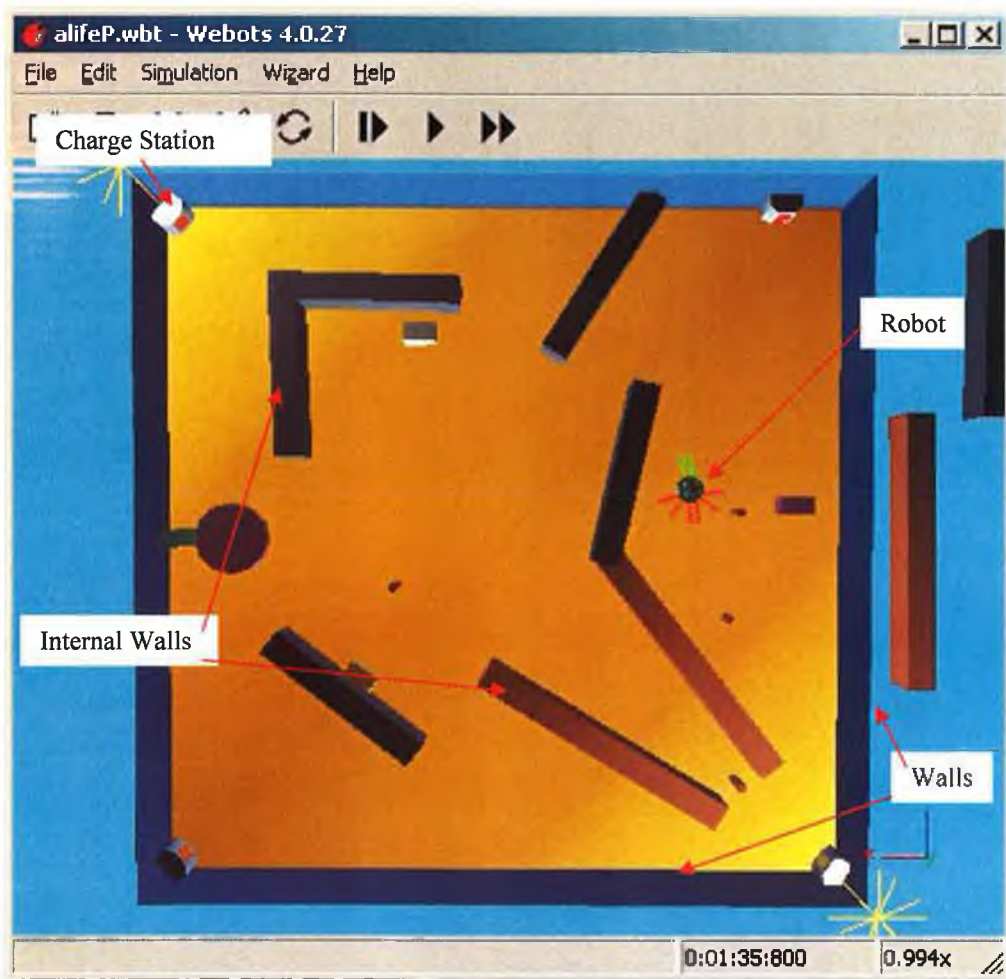 alifeP.wbt - Webots 4.0.27
File Edit Simulation Wizard Help
Charge Station
Robot
Internal Walls
Walls
0:01:35:800 0.994x